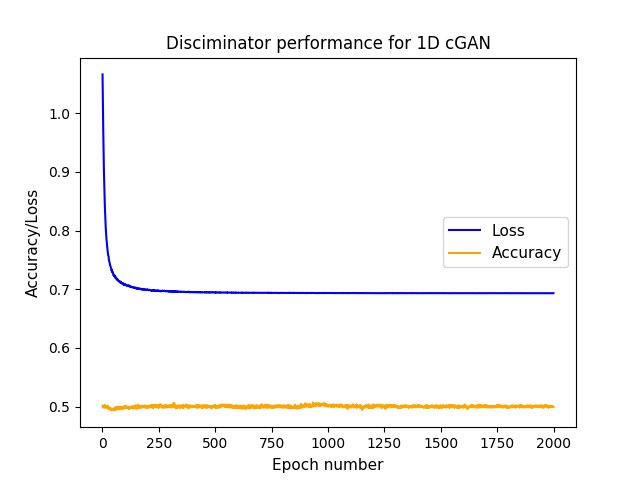 Disciminator performance for 1D cGAN
Accuracy/Loss
1.0
0.9
0.8
0.7
0.6
0.5
Loss
Accuracy
0 250 500 750 1000 1250 1500 1750 2000
Epoch number